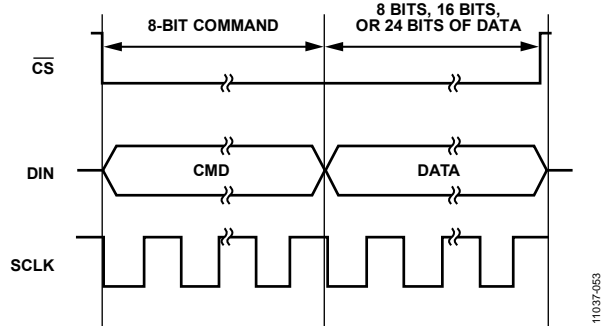 8-BIT COMMAND
8 BITS, 16 BITS,
OR 24 BITS OF DATA
CS
DIN
CMD
DATA
SCLK
11037-053